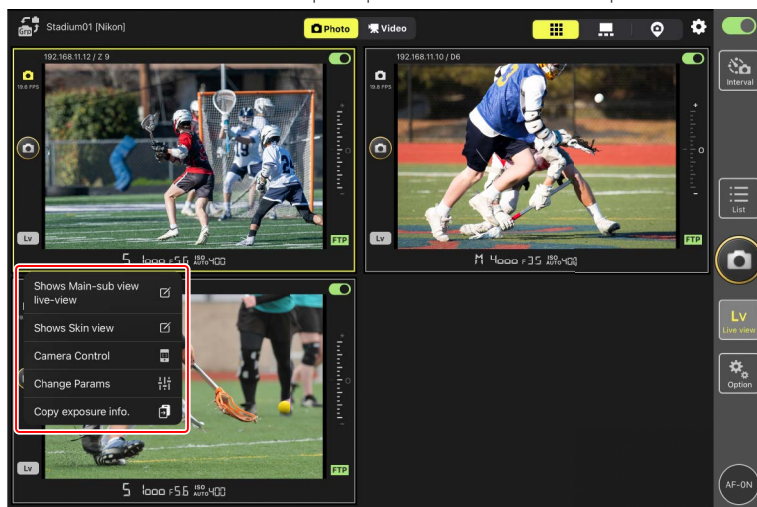 Stadium01 [Nikon]
Photo
Video
192.168.11.12 / Z 9
19.6 FPS
Lv
FTP
S 1000 F5.6 ISO AUTO 400
192.168.11.10 / D6
19.8 FPS
Lv
FTP
M 4000 F3.5 ISO AUTO 400
Shows Main-sub view
live-view
Shows Skin view
Camera Control
Change Params
Copy exposure info.
Lv
FTP
S 1000 F5.6 ISO AUTO 400
Interval
List
Lv
Live view
Option
AF-ON